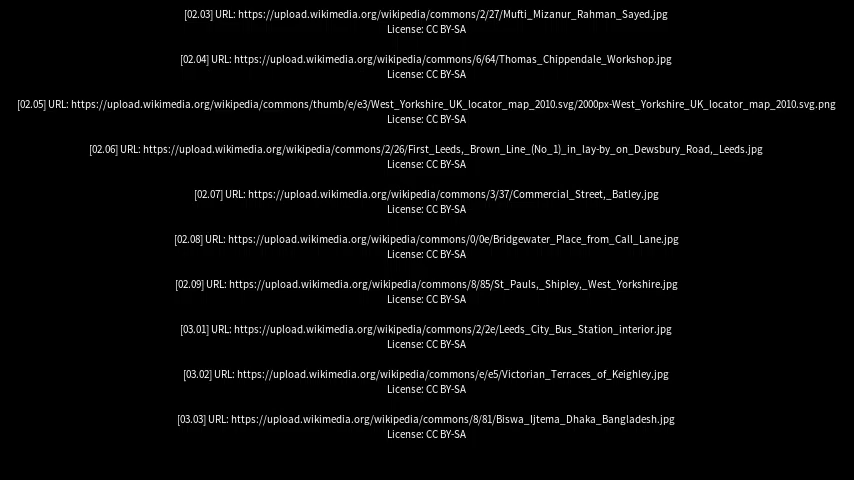 [02.03] URL: https://upload.wikimedia.org/wikipedia/commons/2/27/Mufti_Mizanur_Rahman_Sayed.jpg
License: CC BY-SA
[02.04] URL: https://upload.wikimedia.org/wikipedia/commons/6/64/Thomas_Chippendale_Workshop.jpg
License: CC BY-SA
[02.05] URL: https://upload.wikimedia.org/wikipedia/commons/thumb/e/e3/West_Yorkshire_UK_locator_map_2010.svg/2000px-West_Yorkshire_UK_locator_map_2010.svg.png
License: CC BY-SA
[02.06] URL: https://upload.wikimedia.org/wikipedia/commons/2/26/First_Leeds,_Brown_Line_(No_1)_in_lay-by_on_Dewsbury_Road,_Leeds.jpg
License: CC BY-SA
[02.07] URL: https://upload.wikimedia.org/wikipedia/commons/3/37/Commercial_Street,_Batley.jpg
License: CC BY-SA
[02.08] URL: https://upload.wikimedia.org/wikipedia/commons/0/0e/Bridgewater_Place_from_Call_Lane.jpg
License: CC BY-SA
[02.09] URL: https://upload.wikimedia.org/wikipedia/commons/8/85/St_Pauls,_Shipley,_West_Yorkshire.jpg
License: CC BY-SA
[03.01] URL: https://upload.wikimedia.org/wikipedia/commons/2/2e/Leeds_City_Bus_Station_interior.jpg
License: CC BY-SA
[03.02] URL: https://upload.wikimedia.org/wikipedia/commons/e/e5/Victorian_Terraces_of_Keighley.jpg
License: CC BY-SA
[03.03] URL: https://upload.wikimedia.org/wikipedia/commons/8/81/Biswa_Ijtema_Dhaka_Bangladesh.jpg
License: CC BY-SA